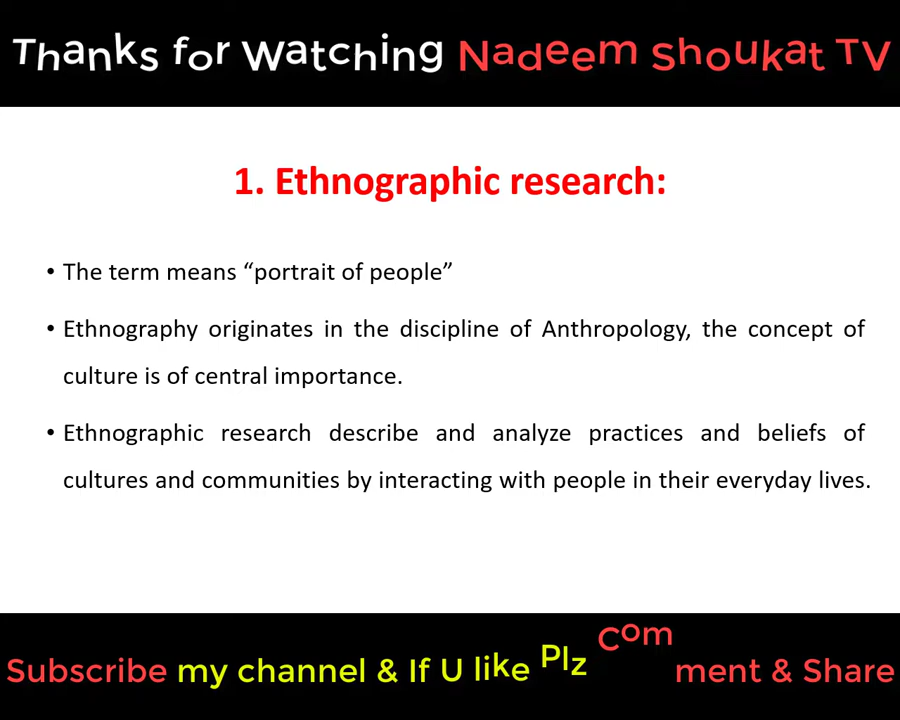 Thanks for Watching Nadeem Shoukat TV
1. Ethnographic research:
• The term means “portrait of people”
• Ethnography originates in the discipline of Anthropology, the concept of
culture is of central importance.
• Ethnographic research describe and analyze practices and beliefs of
cultures and communities by interacting with people in their everyday lives.
Subscribe my channel & If U like Plz Comment & Share